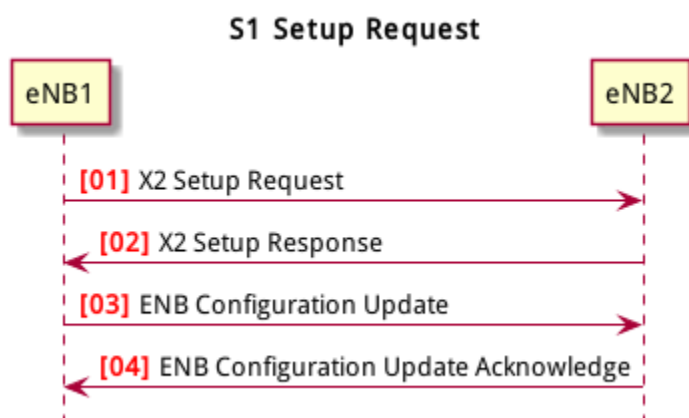 S1 Setup Request
eNB1 eNB2
[01] X2 Setup Request
[02] X2 Setup Response
[03] ENB Configuration Update
[04] ENB Configuration Update Acknowledge